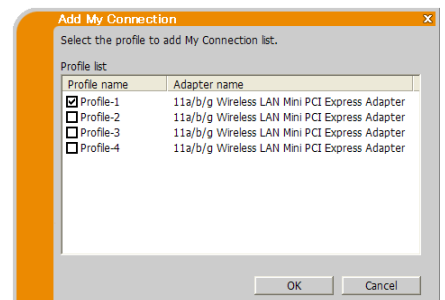 Add My Connection
Select the profile to add My Connection list.
Profile list
Profile name Adapter name
Profile-1 11a/b/g Wireless LAN Mini PCI Express Adapter
Profile-2 11a/b/g Wireless LAN Mini PCI Express Adapter
Profile-3 11a/b/g Wireless LAN Mini PCI Express Adapter
Profile-4 11a/b/g Wireless LAN Mini PCI Express Adapter
OK Cancel